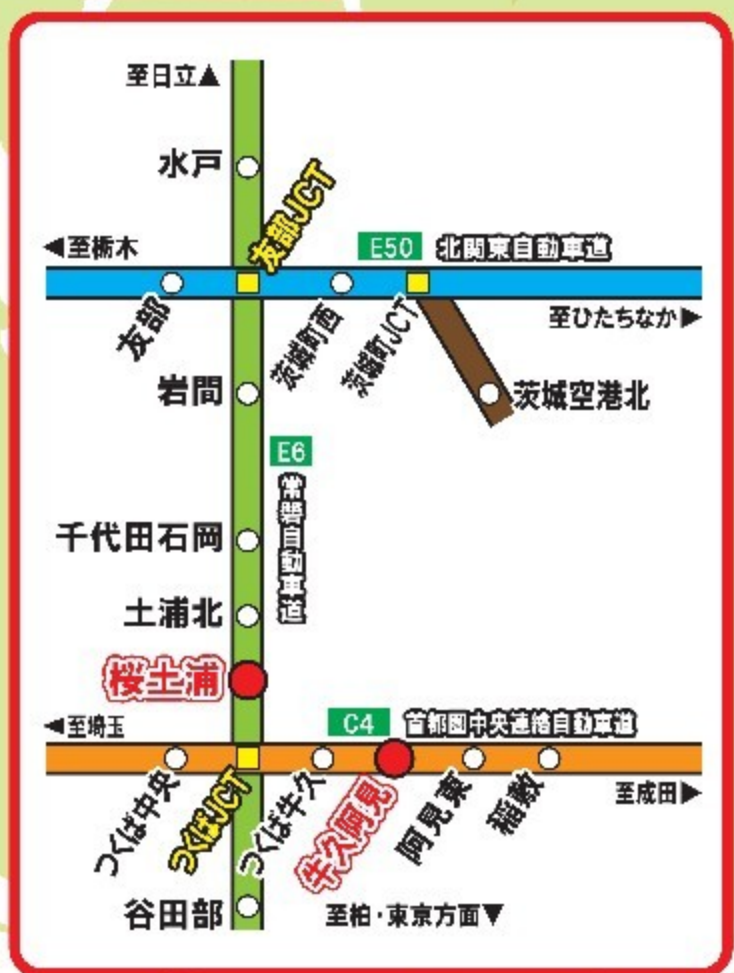 至日立▲
水戸
友部JCT
◀至栃木
E50 北関東自動車道
友部
茨城町西
茨城町JCT
至ひたちなか▶
岩間
茨城空港北
E6
常磐自動車道
千代田石岡
土浦北
桜土浦
◀至埼玉
C4 首都圏中央連絡自動車道
つくば中央
つくばJCT
つくば牛久
牛久阿見
阿見東
稲敷
至成田▶
谷田部
至柏・東京方面▼